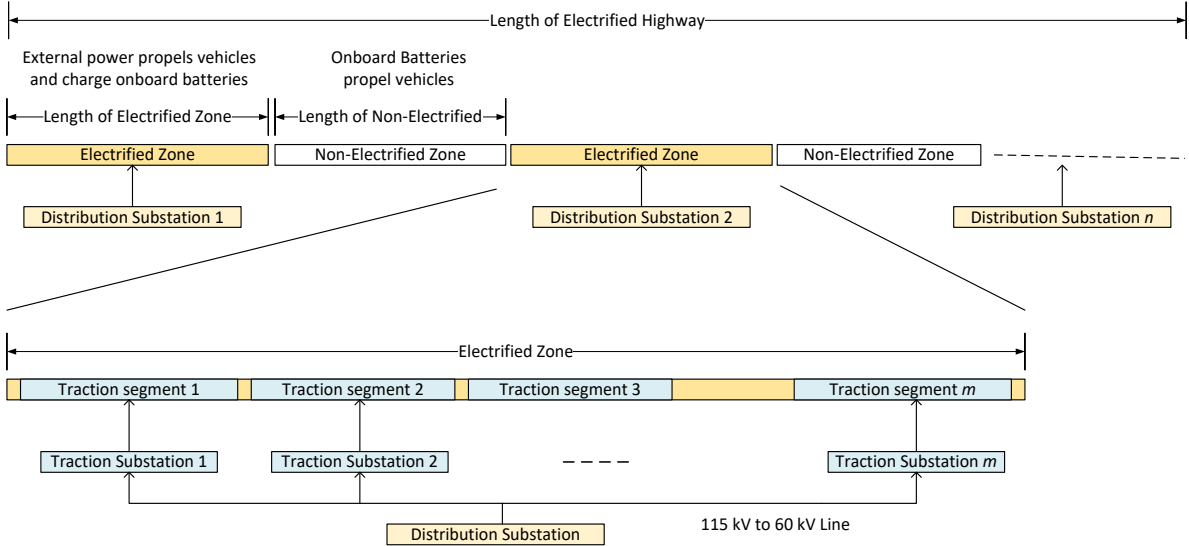 Length of Electrified Highway
External power propels vehicles
and charge onboard batteries
Onboard Batteries
propel vehicles
Length of Electrified Zone
Length of Non-Electrified
Electrified Zone
Non-Electrified Zone
Electrified Zone
Non-Electrified Zone
Distribution Substation 1
Distribution Substation 2
Distribution Substation n
Electrified Zone
Traction segment 1
Traction segment 2
Traction segment 3
Traction segment m
Traction Substation 1
Traction Substation 2
Traction Substation m
Distribution Substation
115 kV to 60 kV Line